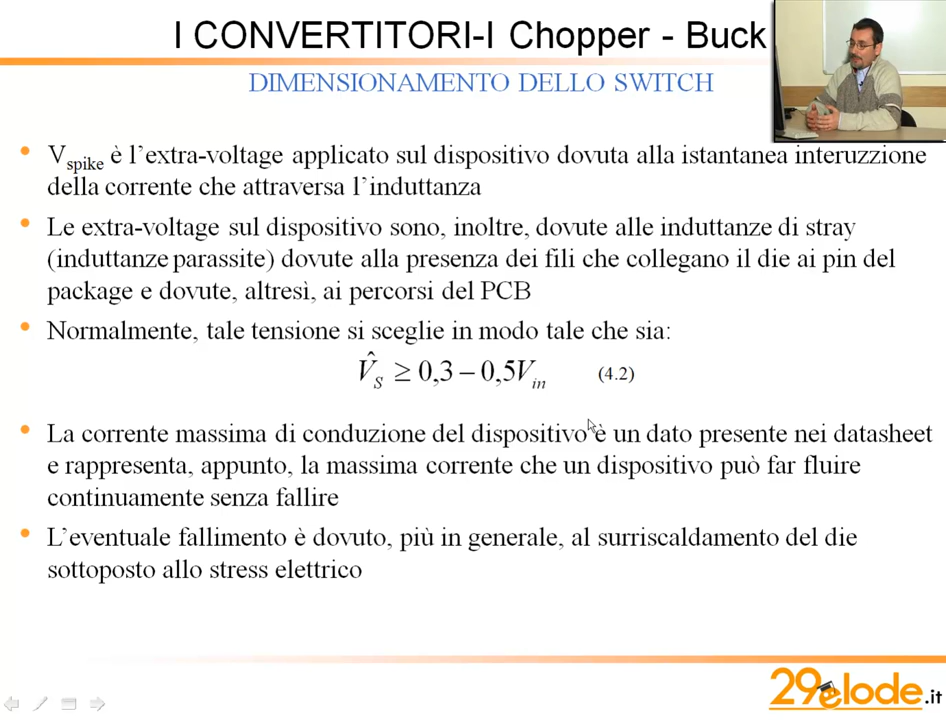 I CONVERTITORI-I Chopper - Buck
DIMENSIONAMENTO DELLO SWITCH
• Vspike è l'extra-voltage applicato sul dispositivo dovuta alla istantanea interuzzione
della corrente che attraversa l'induttanza
• Le extra-voltage sul dispositivo sono, inoltre, dovute alle induttanze di stray
(induttanze parassite) dovute alla presenza dei fili che collegano il die ai pin del
package e dovute, altresì, ai percorsi del PCB
• Normalmente, tale tensione si sceglie in modo tale che sia:
V̂S ≥ 0,3 – 0,5Vin (4.2)
• La corrente massima di conduzione del dispositivo è un dato presente nei datasheet
e rappresenta, appunto, la massima corrente che un dispositivo può far fluire
continuamente senza fallire
• L'eventuale fallimento è dovuto, più in generale, al surriscaldamento del die
sottoposto allo stress elettrico
29elode.it